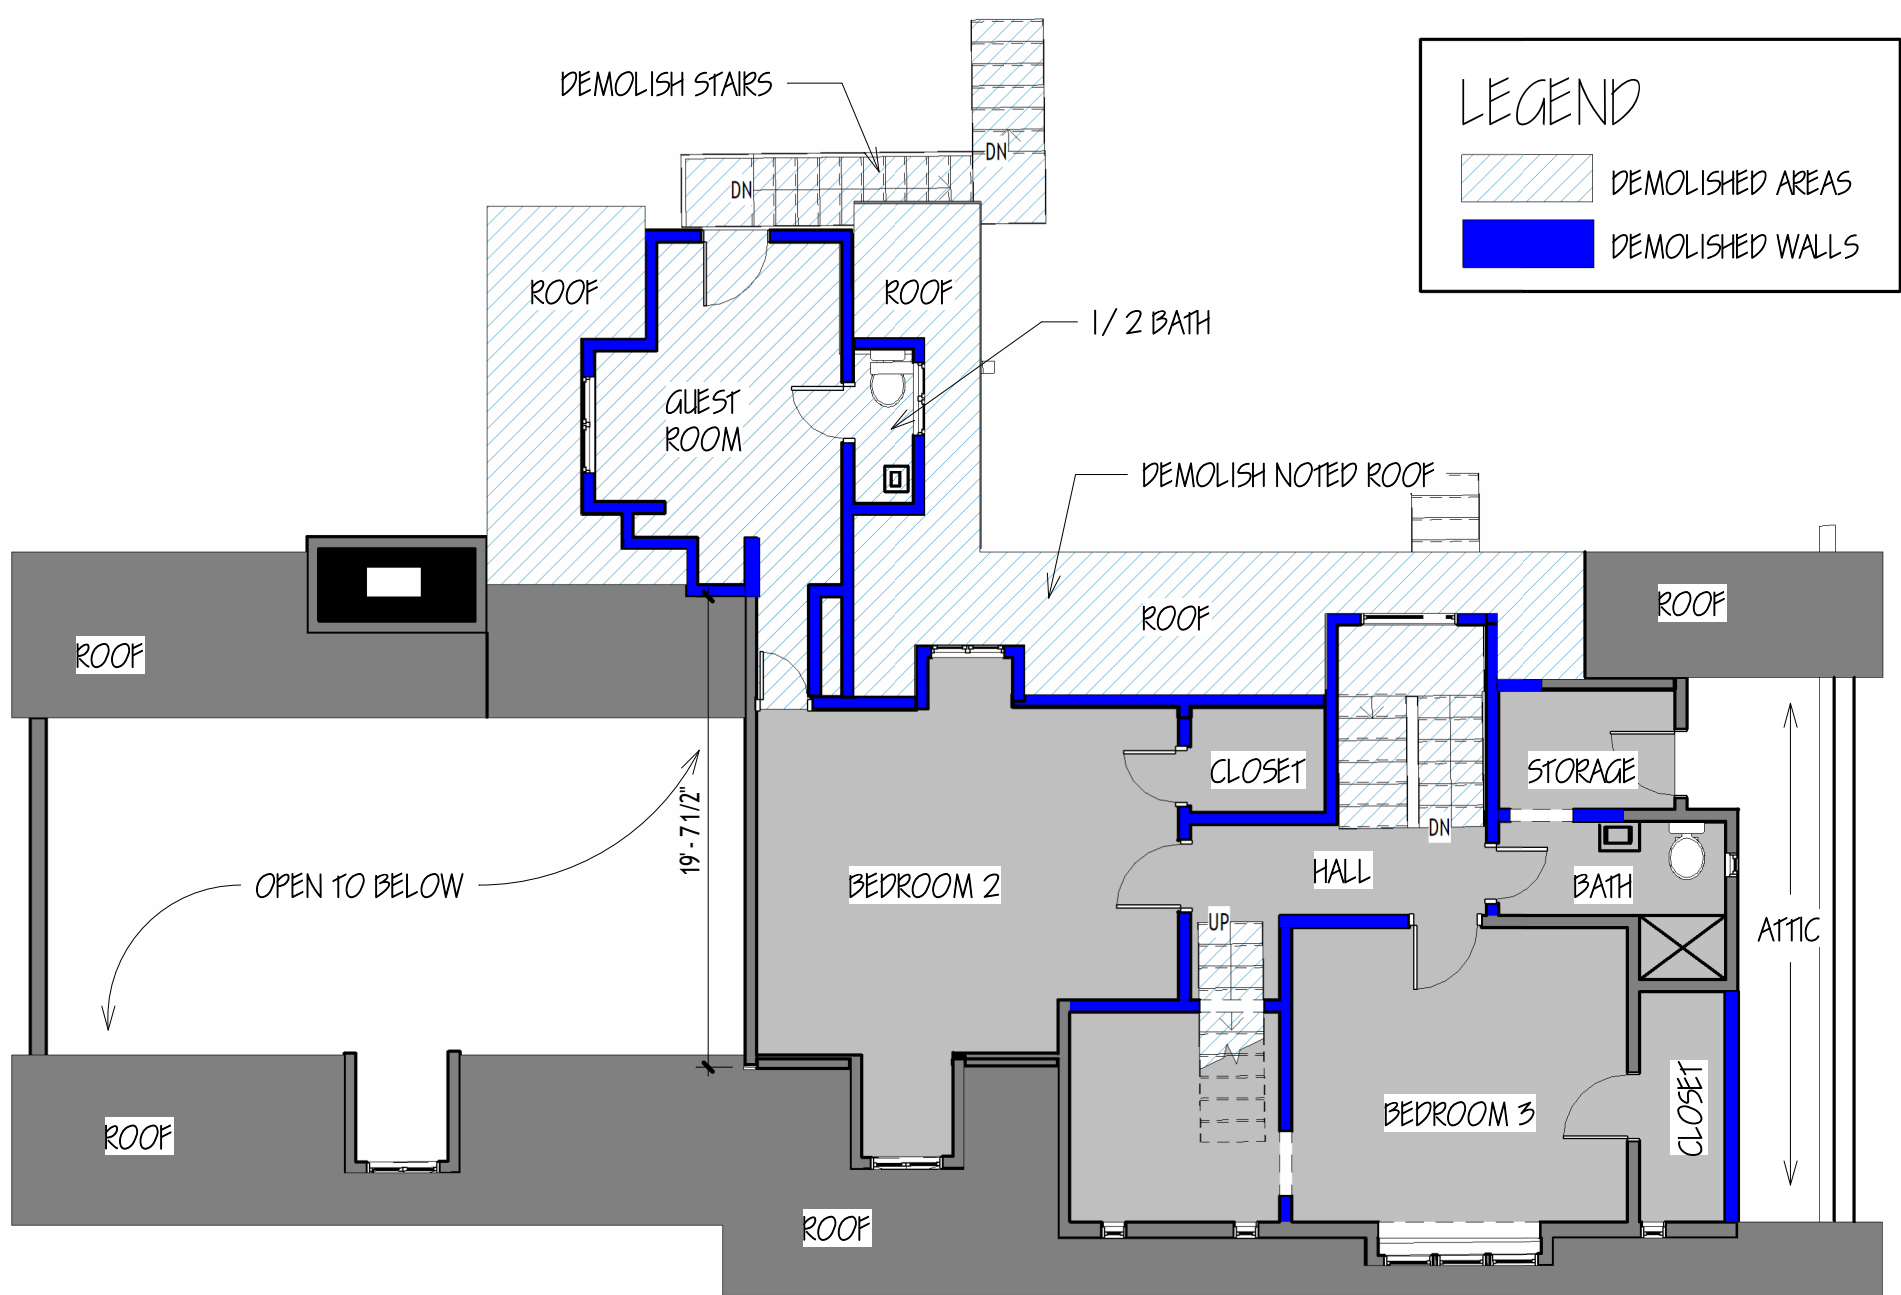 DEMOLISH STAIRS
LEGEND
DEMOLISHED AREAS
DEMOLISHED WALLS
DN
DN
ROOF
ROOF
1/ 2 BATH
GUEST
ROOM
DEMOLISH NOTED ROOF
ROOF
ROOF
ROOF
CLOSET
STORAGE
19' - 7 1/2"
DN
OPEN TO BELOW
BEDROOM 2
HALL
BATH
UP
ATTIC
BEDROOM 3
CLOSET
ROOF
ROOF